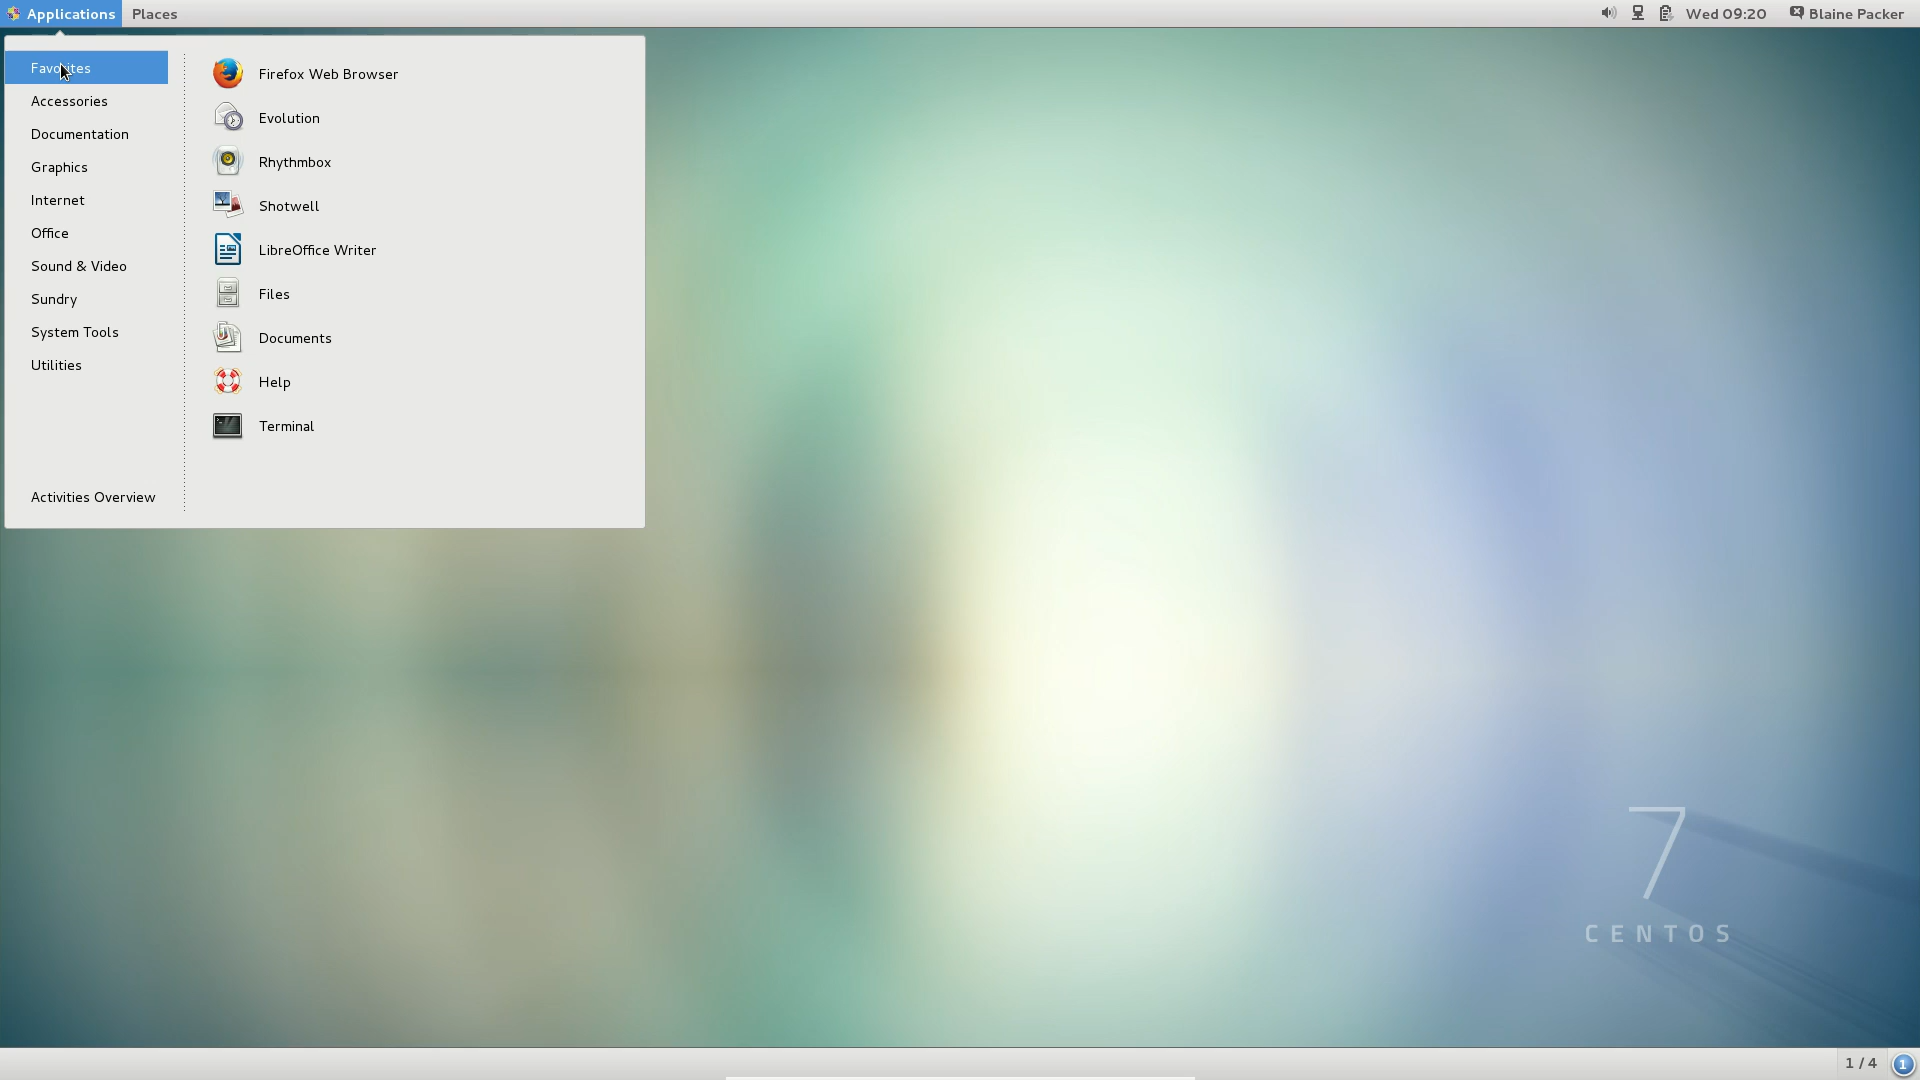 Applications Places Wed 09:20 Blaine Packer
Favorites
Accessories
Documentation
Graphics
Internet
Office
Sound & Video
Sundry
System Tools
Utilities
Activities Overview
Firefox Web Browser
Evolution
Rhythmbox
Shotwell
LibreOffice Writer
Files
Documents
Help
Terminal
7
CENTOS
1 / 4 1